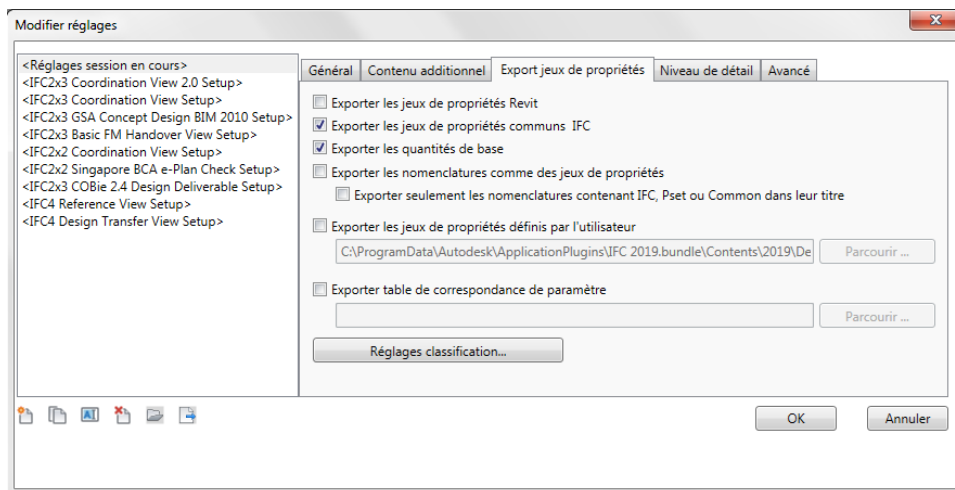 Modifier réglages
<Réglages session en cours>
<IFC2x3 Coordination View 2.0 Setup>
<IFC2x3 Coordination View Setup>
<IFC2x3 GSA Concept Design BIM 2010 Setup>
<IFC2x3 Basic FM Handover View Setup>
<IFC2x2 Coordination View Setup>
<IFC2x2 Singapore BCA e-Plan Check Setup>
<IFC2x3 COBie 2.4 Design Deliverable Setup>
<IFC4 Reference View Setup>
<IFC4 Design Transfer View Setup>
Général Contenu additionnel Export jeux de propriétés Niveau de détail Avancé
Exporter les jeux de propriétés Revit
Exporter les jeux de propriétés communs IFC
Exporter les quantités de base
Exporter les nomenclatures comme des jeux de propriétés
Exporter seulement les nomenclatures contenant IFC, Pset ou Common dans leur titre
Exporter les jeux de propriétés définis par l'utilisateur
C:\ProgramData\Autodesk\ApplicationPlugins\IFC 2019.bundle\Contents\2019\De Parcourir ...
Exporter table de correspondance de paramètre
Parcourir ...
Réglages classification...
AI
OK Annuler